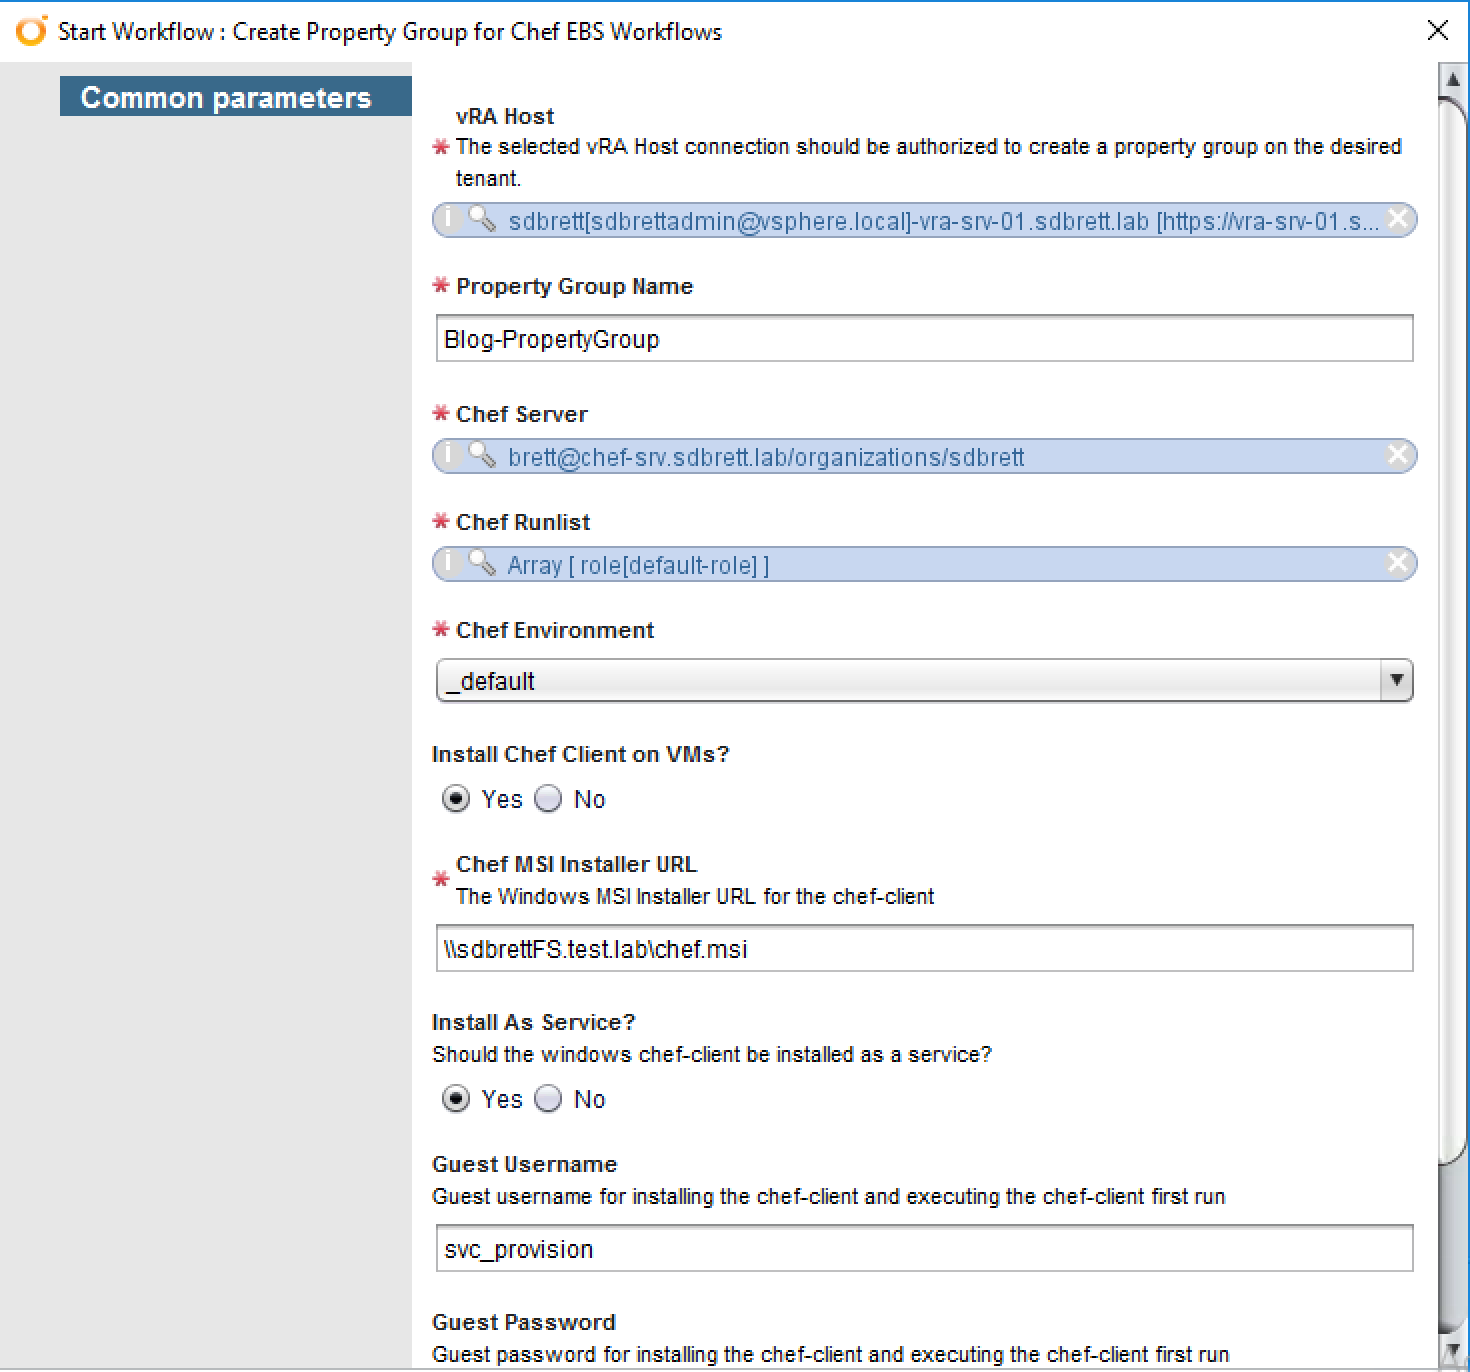 Start Workflow : Create Property Group for Chef EBS Workflows
Common parameters
vRA Host
* The selected vRA Host connection should be authorized to create a property group on the desired
tenant.
sdbrett[sdbrettadmin@vsphere.local]-vra-srv-01.sdbrett.lab [https://vra-srv-01.s...
* Property Group Name
Blog-PropertyGroup
* Chef Server
brett@chef-srv.sdbrett.lab/organizations/sdbrett
* Chef Runlist
Array [ role[default-role] ]
* Chef Environment
_default
Install Chef Client on VMs?
Yes No
* Chef MSI Installer URL
The Windows MSI Installer URL for the chef-client
\\sdbrettFS.test.lab\chef.msi
Install As Service?
Should the windows chef-client be installed as a service?
Yes No
Guest Username
Guest username for installing the chef-client and executing the chef-client first run
svc_provision
Guest Password
Guest password for installing the chef-client and executing the chef-client first run